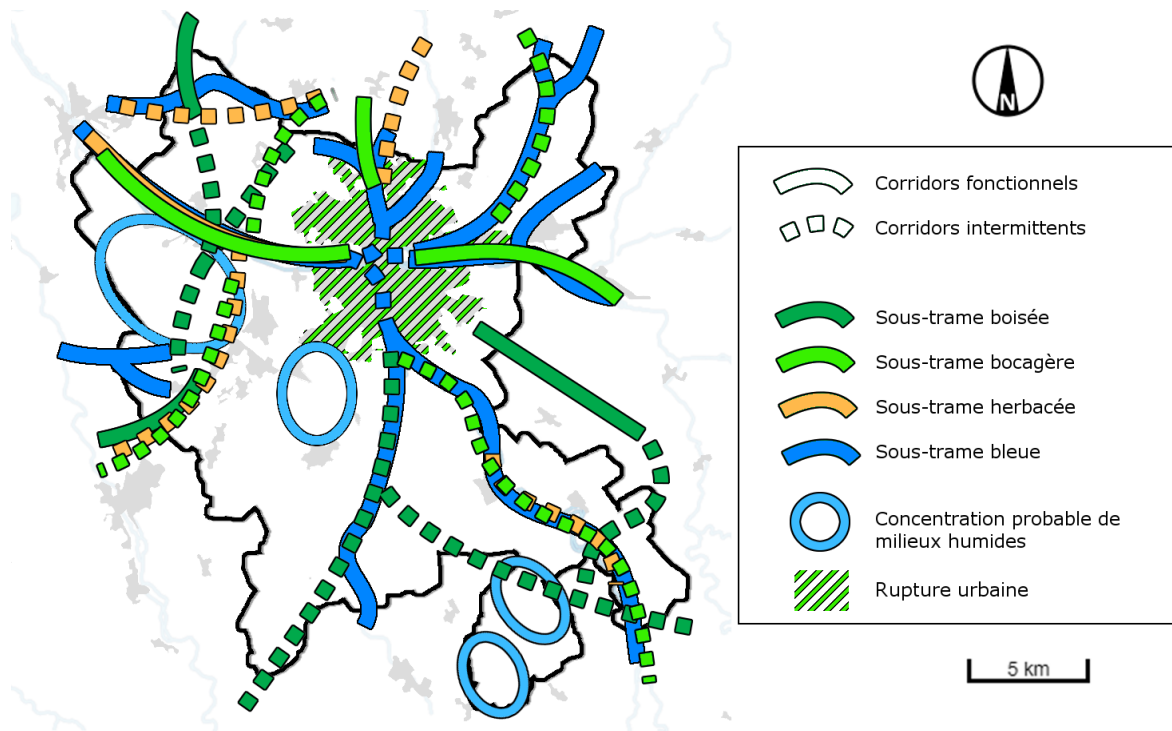 N
Corridors fonctionnels
Corridors intermittents
Sous-trame boisée
Sous-trame bocagère
Sous-trame herbacée
Sous-trame bleue
Concentration probable de
milieux humides
Rupture urbaine
5 km